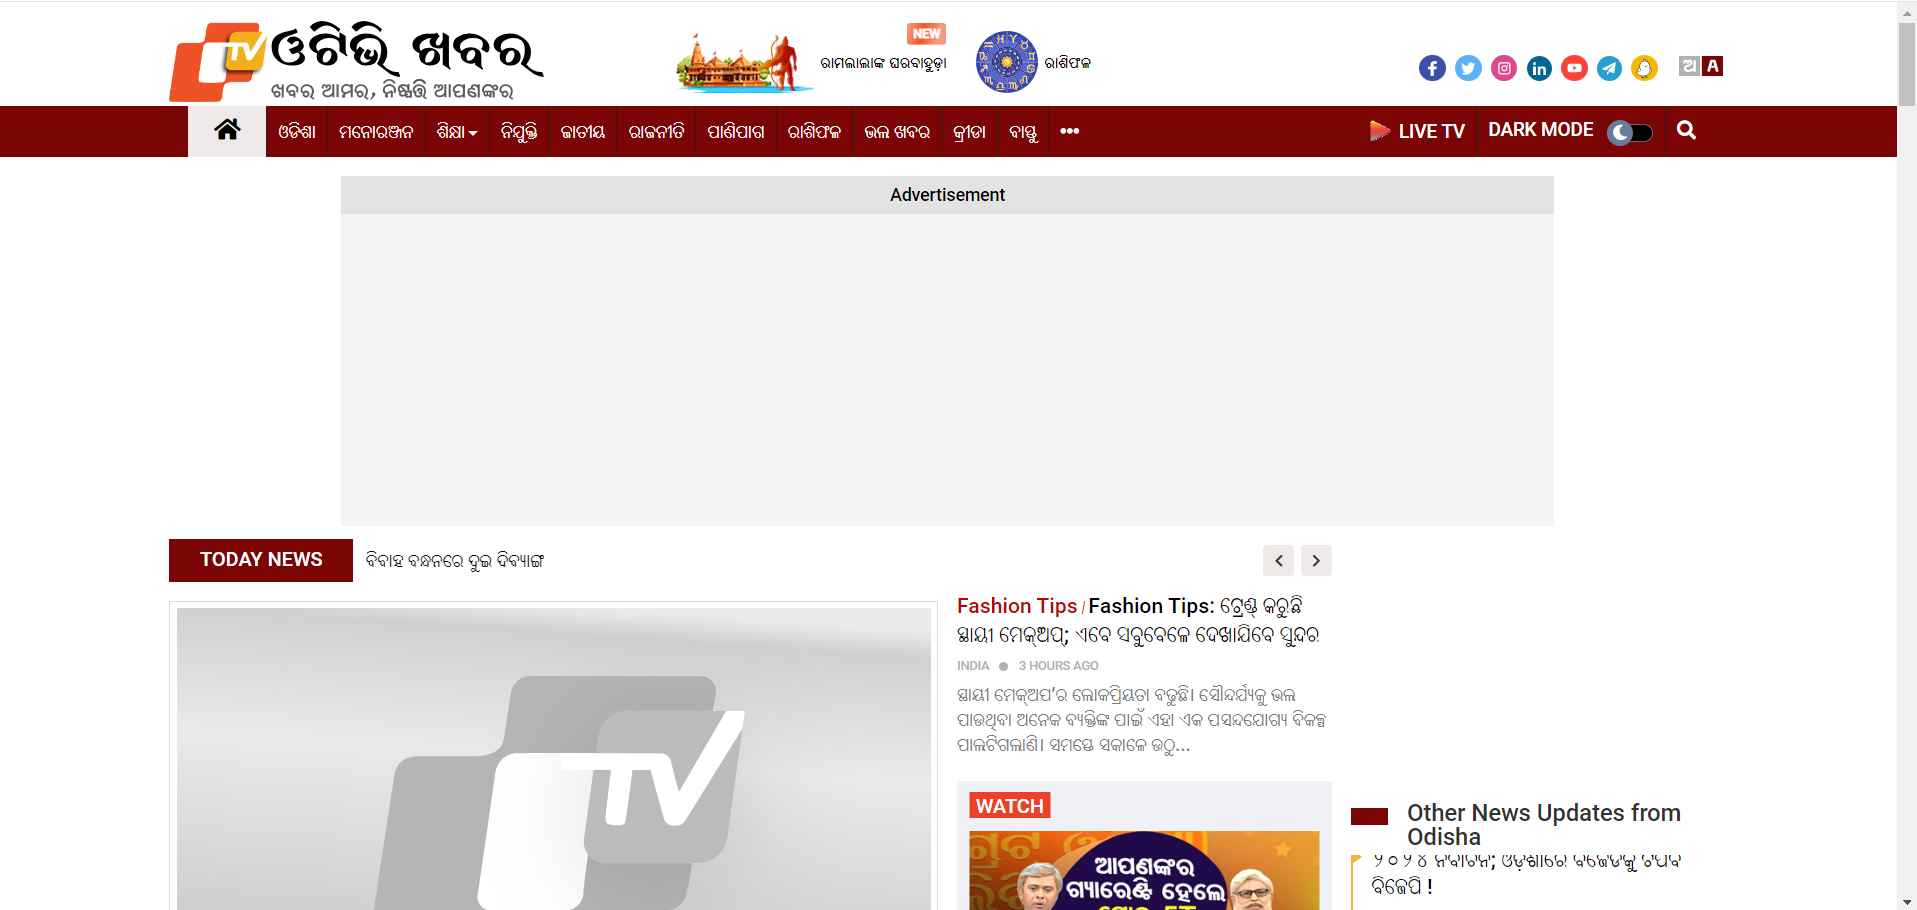 TV ଓଟିଭି ଖବର
ଖବର ଆମର, ନିଷ୍ପତ୍ତି ଆପଣଙ୍କର
NEW
ରାମଲାଲାଙ୍କ ଘରବାହୁଡ଼ା
ରାଶିଫଳ
ଅ A
ଓଡିଶା ମନୋରଞ୍ଜନ ଶିକ୍ଷା ନିଯୁକ୍ତି ଜାତୀୟ ରାଜନୀତି ପାଣିପାଗ ରାଶିଫଳ ଭଲ ଖବର କ୍ରୀଡା ବାସ୍ତୁ ••• LIVE TV DARK MODE
Advertisement
TODAY NEWS ବିବାହ ବନ୍ଧନରେ ଦୁଇ ଦିବ୍ୟାଙ୍ଗ
TV
Fashion Tips / Fashion Tips: ଟ୍ରେଣ୍ଡ୍ କରୁଛି
ସ୍ଥାୟୀ ମେକ୍ଅପ୍; ଏବେ ସବୁବେଳେ ଦେଖାଯିବେ ସୁନ୍ଦର
INDIA ● 3 HOURS AGO
ସ୍ଥାୟୀ ମେକ୍ଅପ'ର ଲୋକପ୍ରିୟତା ବଢୁଛି। ସୌନ୍ଦର୍ଯ୍ୟକୁ ଭଲ
ପାଉଥିବା ଅନେକ ବ୍ୟକ୍ତିଙ୍କ ପାଇଁ ଏହା ଏକ ପସନ୍ଦଯୋଗ୍ୟ ବିକଳ୍ପ
ପାଲଟିଗଲାଣି। ସମସ୍ତେ ସକାଳେ ଉଠୁ...
WATCH
ଆପଣଙ୍କର
ଗ୍ୟାରେଣ୍ଟି ହେଲେ
Other News Updates from
Odisha
୨୦୨୪ ନିର୍ବାଚନ; ଓଡ଼ିଶାରେ ବିଜେଡିକୁ ଟପିବ
ବିଜେପି !